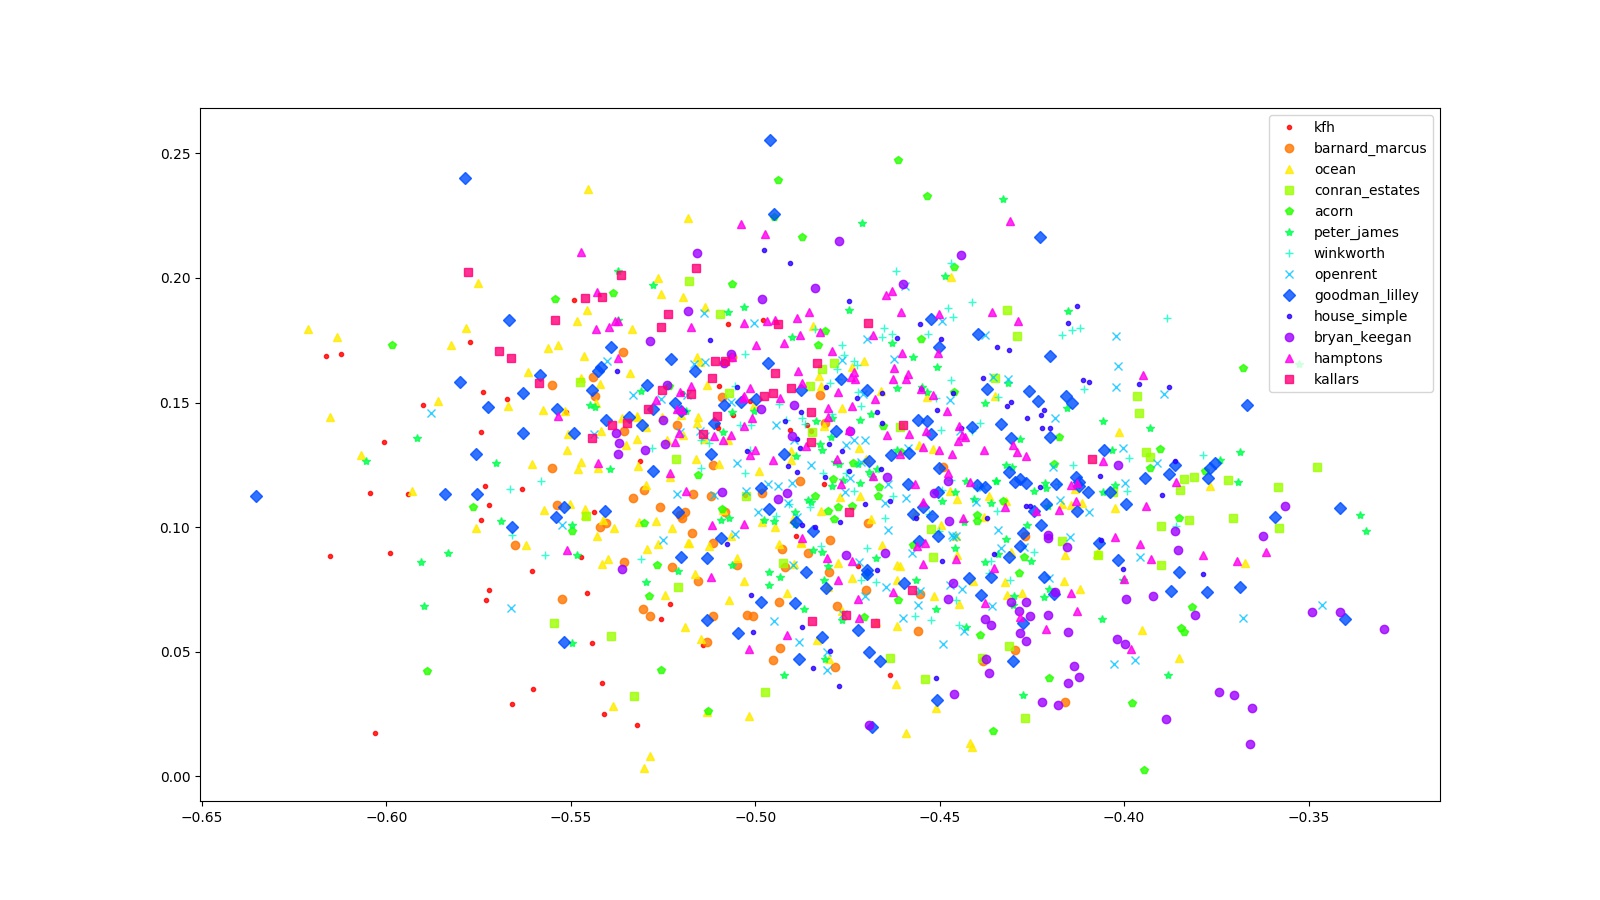 kfh
barnard_marcus
ocean
conran_estates
acorn
peter_james
winkworth
openrent
goodman_lilley
house_simple
bryan_keegan
hamptons
kallars
0.25
0.20
0.15
0.10
0.05
0.00
−0.65 −0.60 −0.55 −0.50 −0.45 −0.40 −0.35